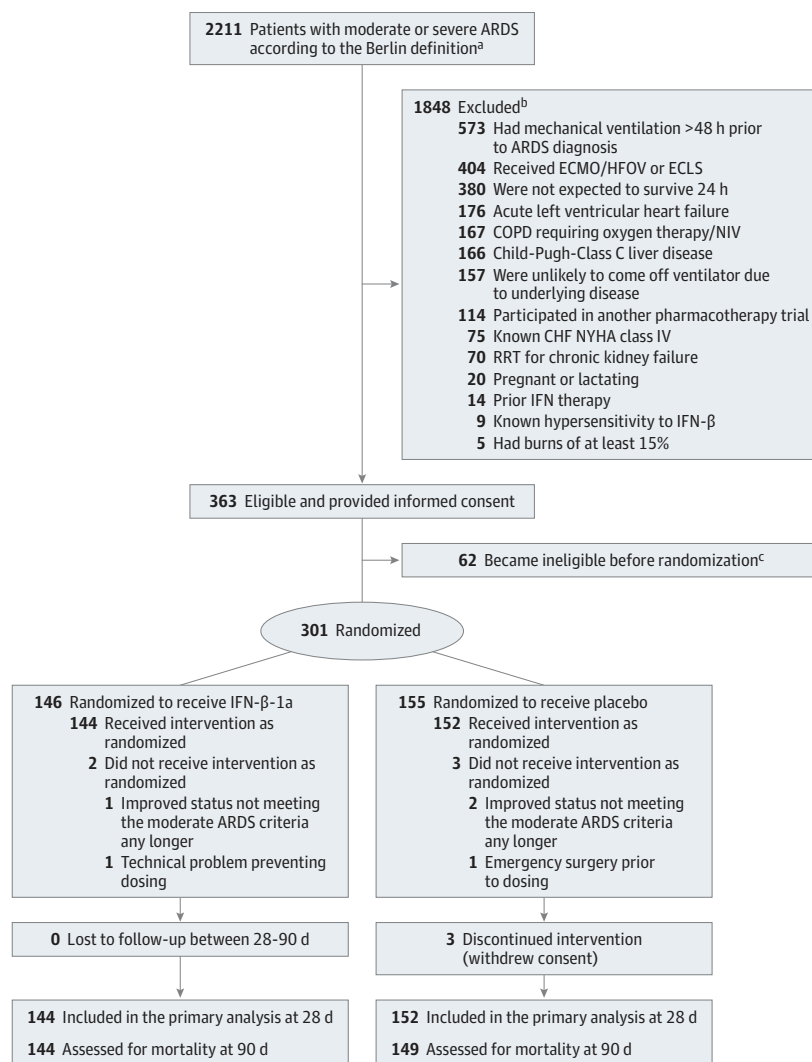 2211 Patients with moderate or severe ARDS
according to the Berlin definitionᵃ
1848 Excludedᵇ
573 Had mechanical ventilation >48 h prior
to ARDS diagnosis
404 Received ECMO/HFOV or ECLS
380 Were not expected to survive 24 h
176 Acute left ventricular heart failure
167 COPD requiring oxygen therapy/NIV
166 Child-Pugh-Class C liver disease
157 Were unlikely to come off ventilator due
to underlying disease
114 Participated in another pharmacotherapy trial
75 Known CHF NYHA class IV
70 RRT for chronic kidney failure
20 Pregnant or lactating
14 Prior IFN therapy
9 Known hypersensitivity to IFN-β
5 Had burns of at least 15%
363 Eligible and provided informed consent
62 Became ineligible before randomizationᶜ
301 Randomized
146 Randomized to receive IFN-β-1a
144 Received intervention as
randomized
2 Did not receive intervention as
randomized
1 Improved status not meeting
the moderate ARDS criteria
any longer
1 Technical problem preventing
dosing
155 Randomized to receive placebo
152 Received intervention as
randomized
3 Did not receive intervention as
randomized
2 Improved status not meeting
the moderate ARDS criteria
any longer
1 Emergency surgery prior
to dosing
0 Lost to follow-up between 28-90 d
3 Discontinued intervention
(withdrew consent)
144 Included in the primary analysis at 28 d
144 Assessed for mortality at 90 d
152 Included in the primary analysis at 28 d
149 Assessed for mortality at 90 d